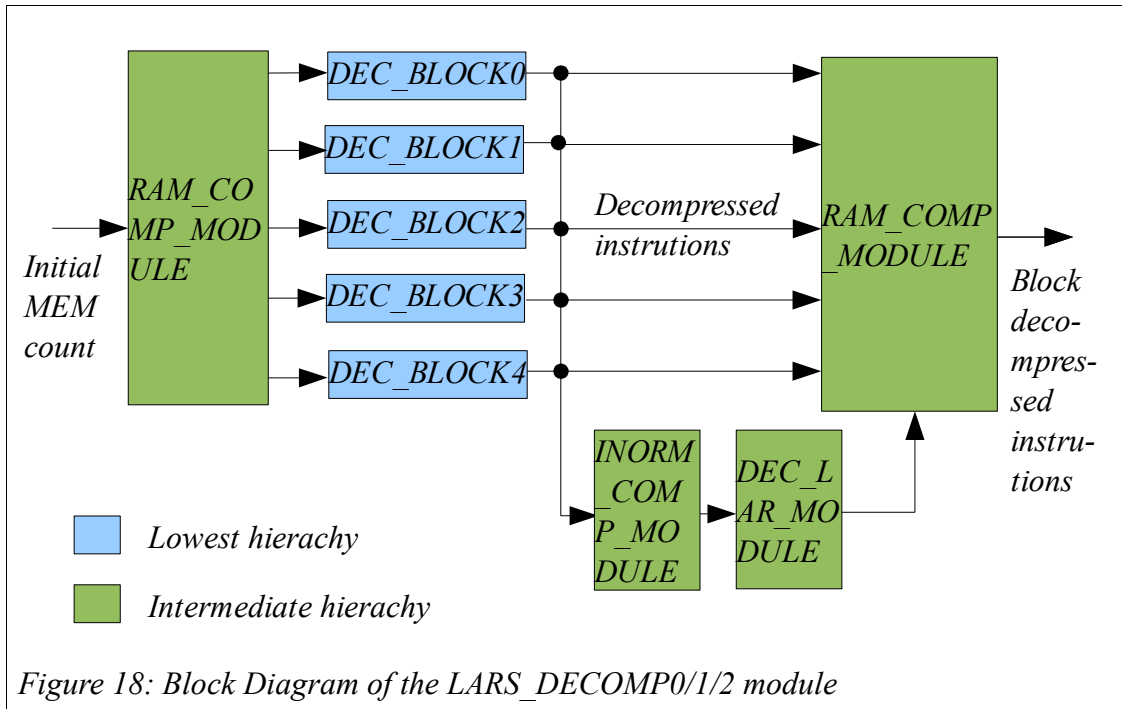 DEC_BLOCK0
DEC_BLOCK1
DEC_BLOCK2
DEC_BLOCK3
DEC_BLOCK4
RAM_CO
MP_MOD
ULE
Initial
MEM
count
Decompressed
instrutions
RAM_COMP
_MODULE
Block
deco-
mpres-
sed
instru-
tions
INORM
_COM
P_MO
DULE
DEC_L
AR_MO
DULE
Lowest hierachy
Intermediate hierachy
Figure 18: Block Diagram of the LARS_DECOMP0/1/2 module